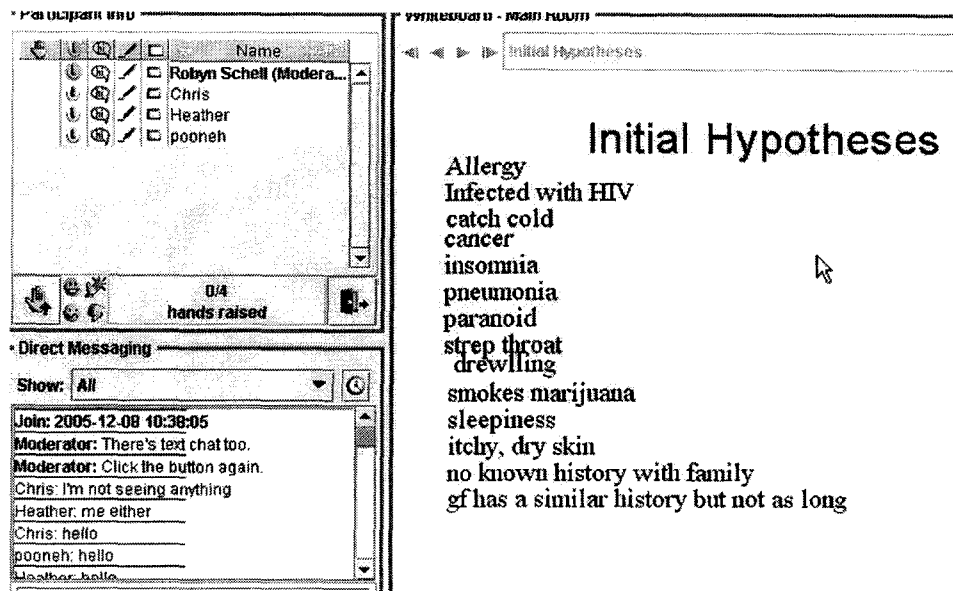 Participant Info
Name
Robyn Schell (Modera...
Chris
Heather
pooneh
0/4
hands raised
Direct Messaging
Show: All
Join: 2005-12-08 10:38:05
Moderator: There's text chat too.
Moderator: Click the button again.
Chris: I'm not seeing anything
Heather: me either
Chris: hello
pooneh: hello
Heather: hello
Whiteboard - Main Room
Initial Hypotheses
Initial Hypotheses
Allergy
Infected with HIV
catch cold
cancer
insomnia
pneumonia
paranoid
strep throat
drewlling
smokes marijuana
sleepiness
itchy, dry skin
no known history with family
gf has a similar history but not as long